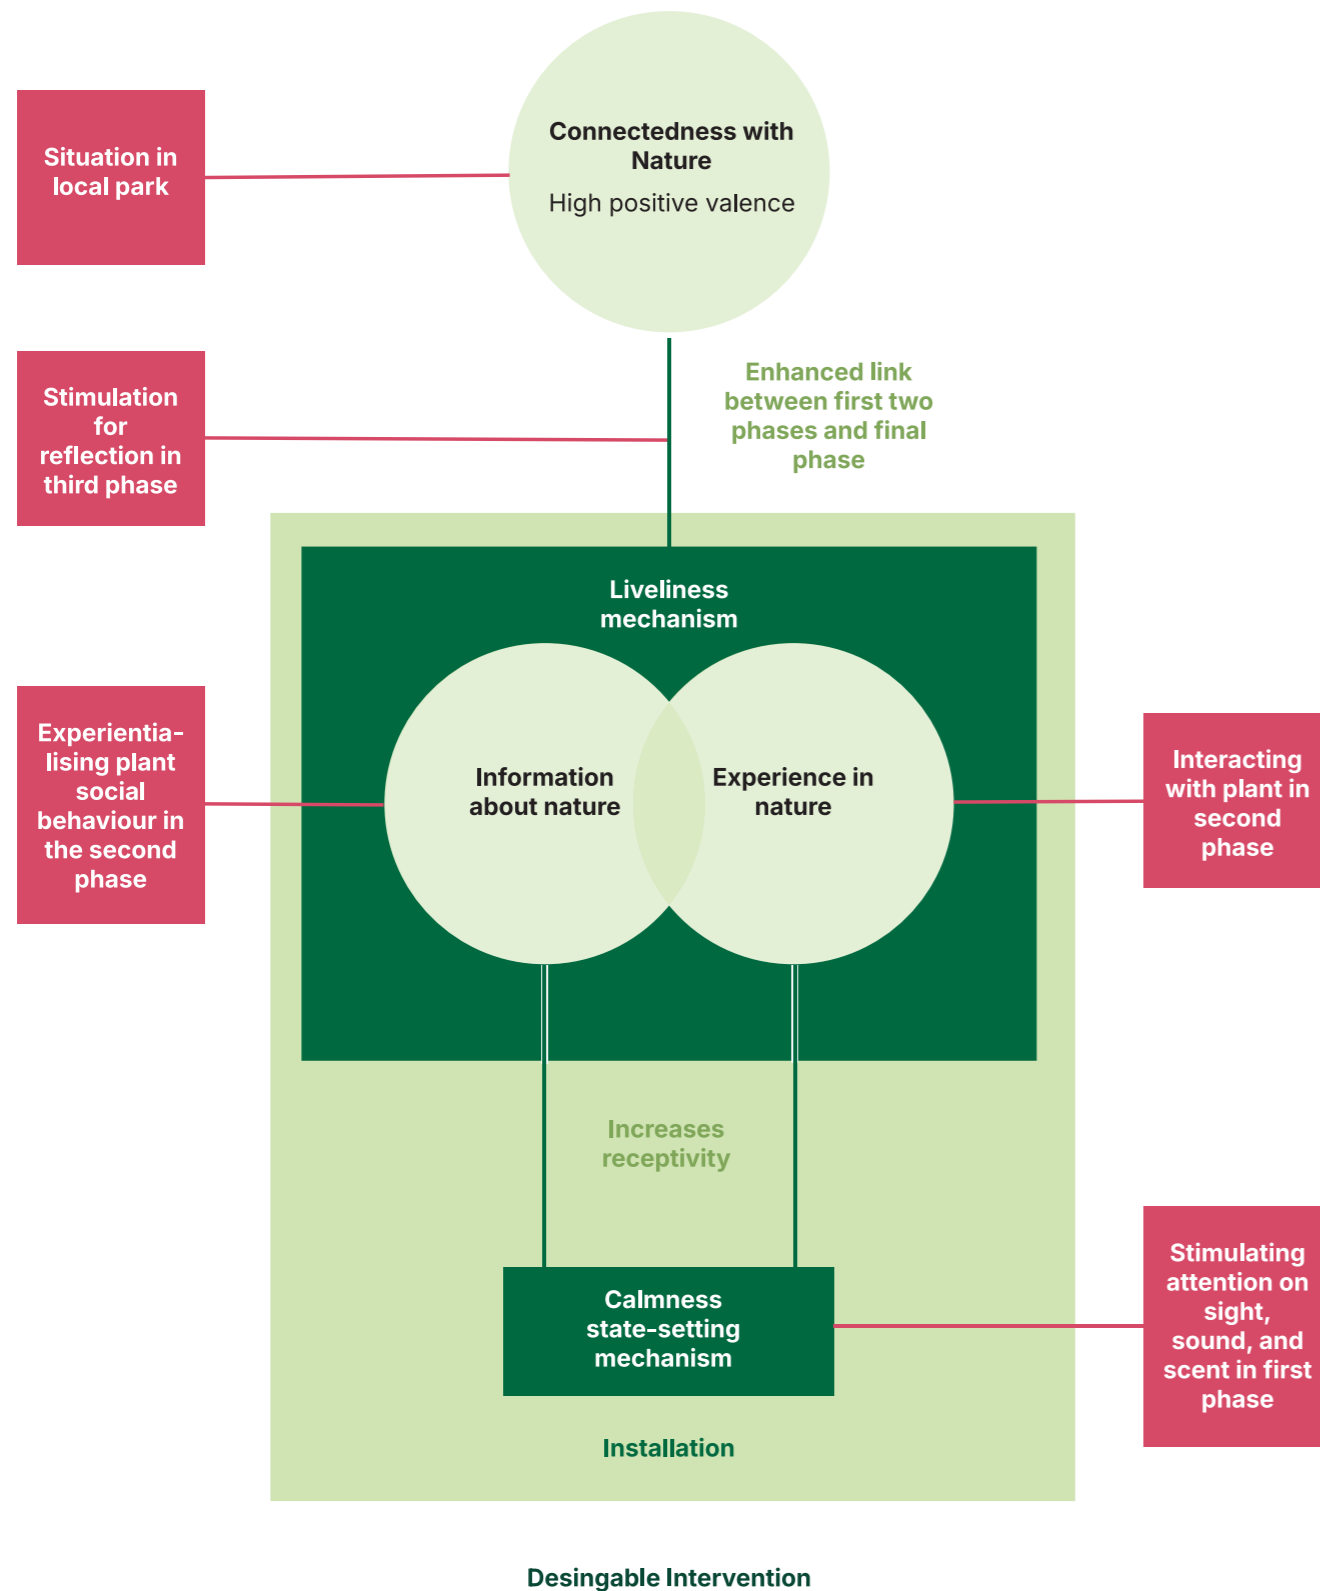 Connectedness with
Nature
High positive valence
Situation in
local park
Stimulation
for
reflection in
third phase
Enhanced link
between first two
phases and final
phase
Liveliness
mechanism
Information
about nature
Experience in
nature
Experientia-
lising plant
social
behaviour in
the second
phase
Interacting
with plant in
second
phase
Increases
receptivity
Calmness
state-setting
mechanism
Stimulating
attention on
sight,
sound, and
scent in first
phase
Installation
Desingable Intervention